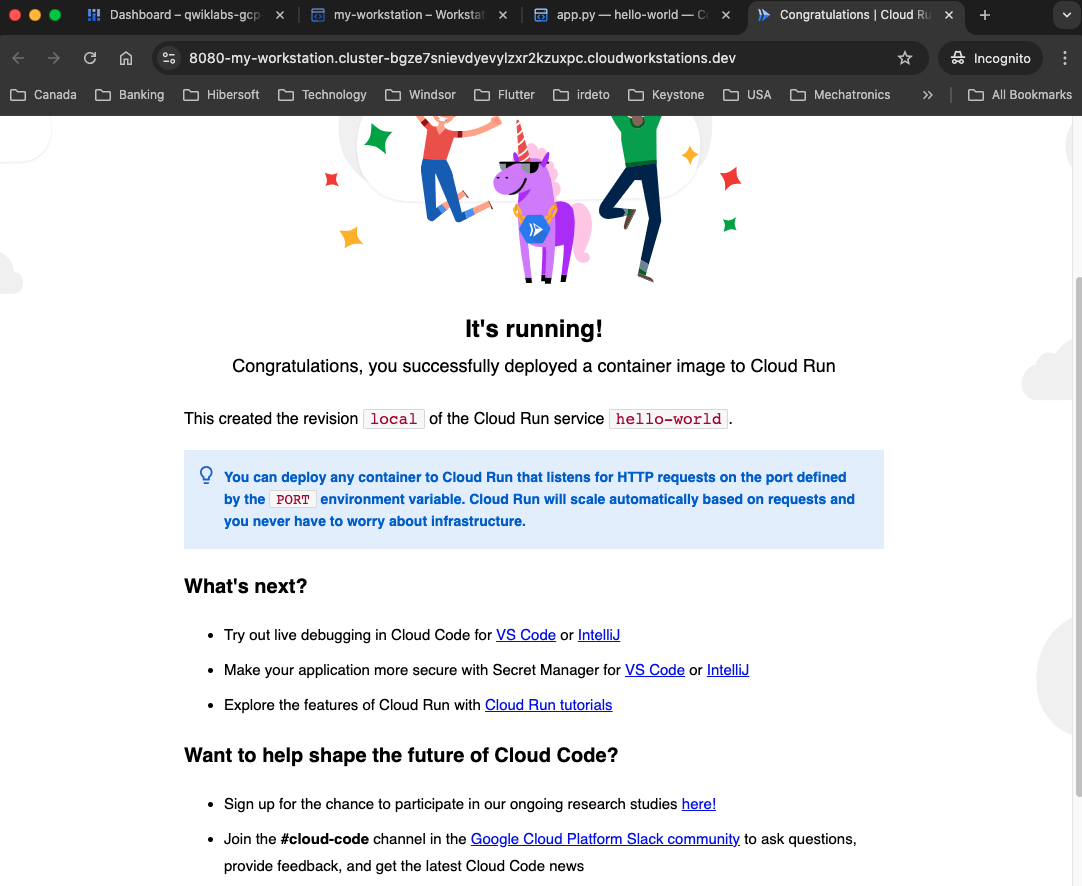 Dashboard – qwiklabs-gcp
my-workstation – Workstat
app.py — hello-world — Co
Congratulations | Cloud Ru
8080-my-workstation.cluster-bgze7snievdyevylzxr2kzuxpc.cloudworkstations.dev
Incognito
Canada
Banking
Hibersoft
Technology
Windsor
Flutter
irdeto
Keystone
USA
Mechatronics
All Bookmarks
It's running!
Congratulations, you successfully deployed a container image to Cloud Run
This created the revision local of the Cloud Run service hello-world.
You can deploy any container to Cloud Run that listens for HTTP requests on the port defined
by the PORT environment variable. Cloud Run will scale automatically based on requests and
you never have to worry about infrastructure.
What's next?
• Try out live debugging in Cloud Code for VS Code or IntelliJ
• Make your application more secure with Secret Manager for VS Code or IntelliJ
• Explore the features of Cloud Run with Cloud Run tutorials
Want to help shape the future of Cloud Code?
• Sign up for the chance to participate in our ongoing research studies here!
• Join the #cloud-code channel in the Google Cloud Platform Slack community to ask questions,
provide feedback, and get the latest Cloud Code news